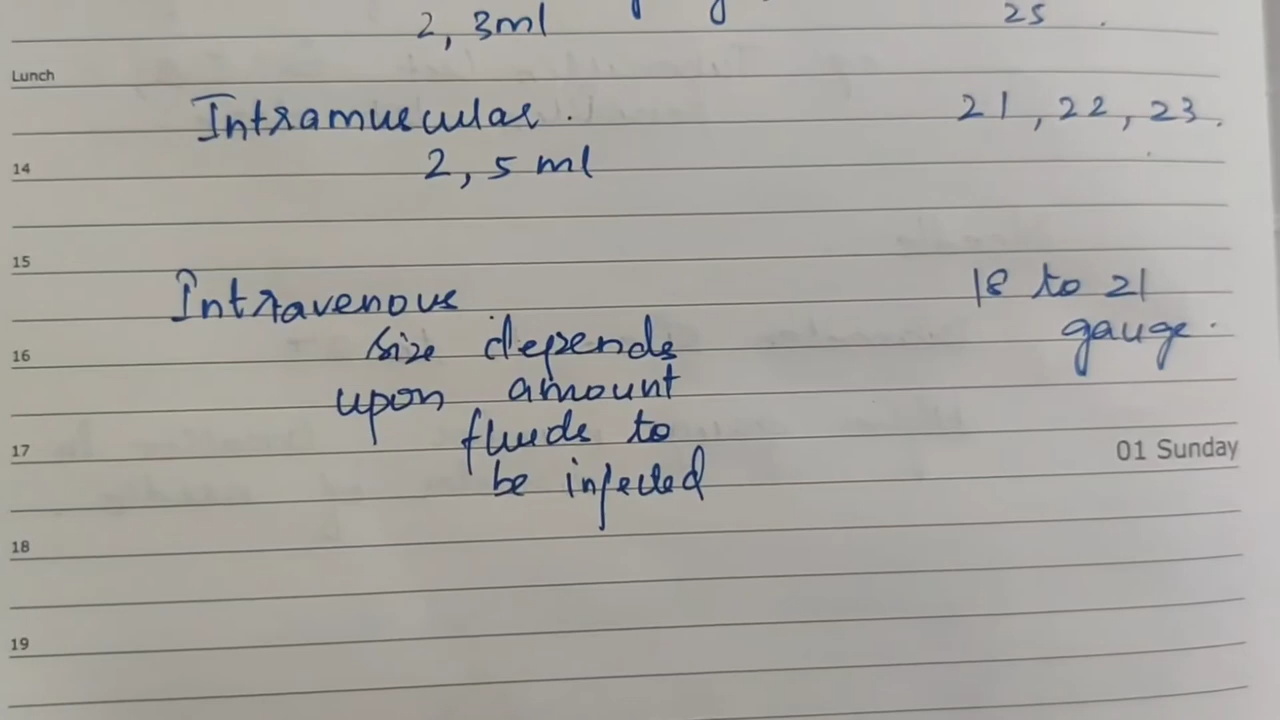 2, 3ml 25 .
Lunch
Intramuscular. 21, 22, 23.
14
2, 5 ml
15
Intravenous 18 to 21
size depends gauge.
16
upon amount
fluids to
17
01 Sunday
be injected
18
19